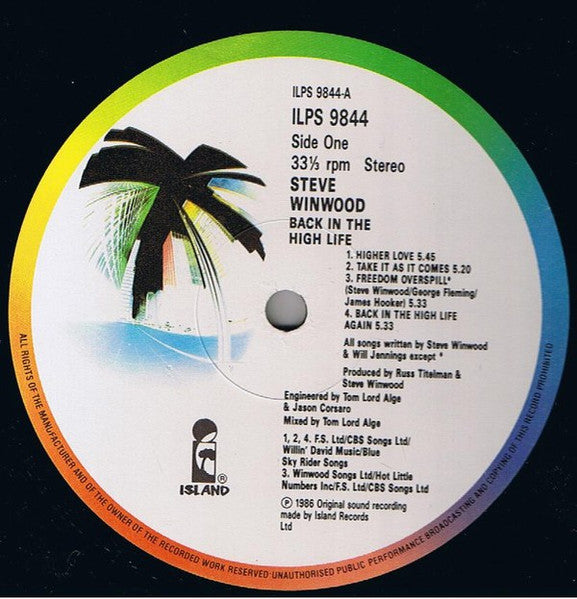 ILPS 9844-A
ILPS 9844
Side One
33⅓ rpm Stereo
STEVE
WINWOOD
BACK IN THE
HIGH LIFE
1. HIGHER LOVE 5.45
2. TAKE IT AS IT COMES 5.20
3. FREEDOM OVERSPILL*
(Steve Winwood/George Fleming/
James Hooker) 5.33
4. BACK IN THE HIGH LIFE
AGAIN 5.33
All songs written by Steve Winwood
& Will Jennings except *
Produced by Russ Titelman &
Steve Winwood
Engineered by Tom Lord Alge
& Jason Corsaro
Mixed by Tom Lord Alge
1, 2, 4. F.S. Ltd/CBS Songs Ltd/
Willin' David Music/Blue
Sky Rider Songs
3. Winwood Songs Ltd/Hot Little
Numbers Inc/F.S. Ltd/CBS Songs Ltd
℗ 1986 Original sound recording
made by Island Records
Ltd
®
ISLAND
ALL RIGHTS OF THE MANUFACTURER AND OF THE OWNER OF THE RECORDED WORK RESERVED UNAUTHORISED PUBLIC PERFORMANCE BROADCASTING AND COPYING OF THIS RECORD PROHIBITED